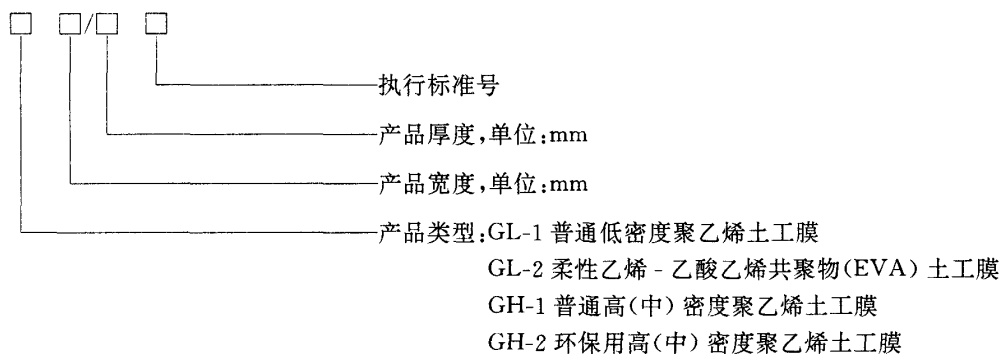 □ □/□ □
执行标准号
产品厚度,单位:mm
产品宽度,单位:mm
产品类型:GL-1 普通低密度聚乙烯土工膜
GL-2 柔性乙烯 - 乙酸乙烯共聚物(EVA) 土工膜
GH-1 普通高(中) 密度聚乙烯土工膜
GH-2 环保用高(中) 密度聚乙烯土工膜